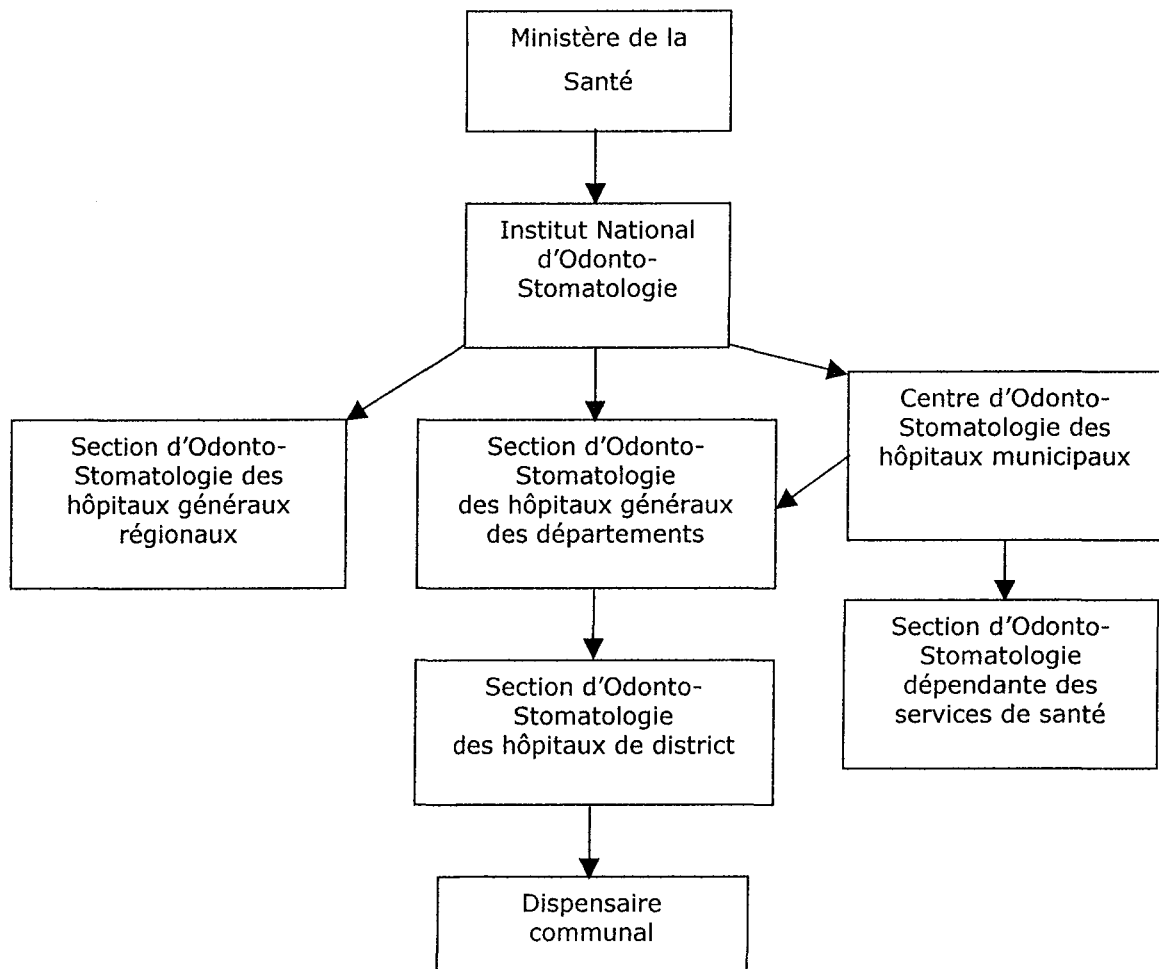 Ministère de la
Santé
Institut National
d'Odonto-
Stomatologie
Section d'Odonto-
Stomatologie des
hôpitaux généraux
régionaux
Section d'Odonto-
Stomatologie
des hôpitaux généraux
des départements
Centre d'Odonto-
Stomatologie des
hôpitaux municipaux
Section d'Odonto-
Stomatologie
des hôpitaux de district
Section d'Odonto-
Stomatologie
dépendante des
services de santé
Dispensaire
communal